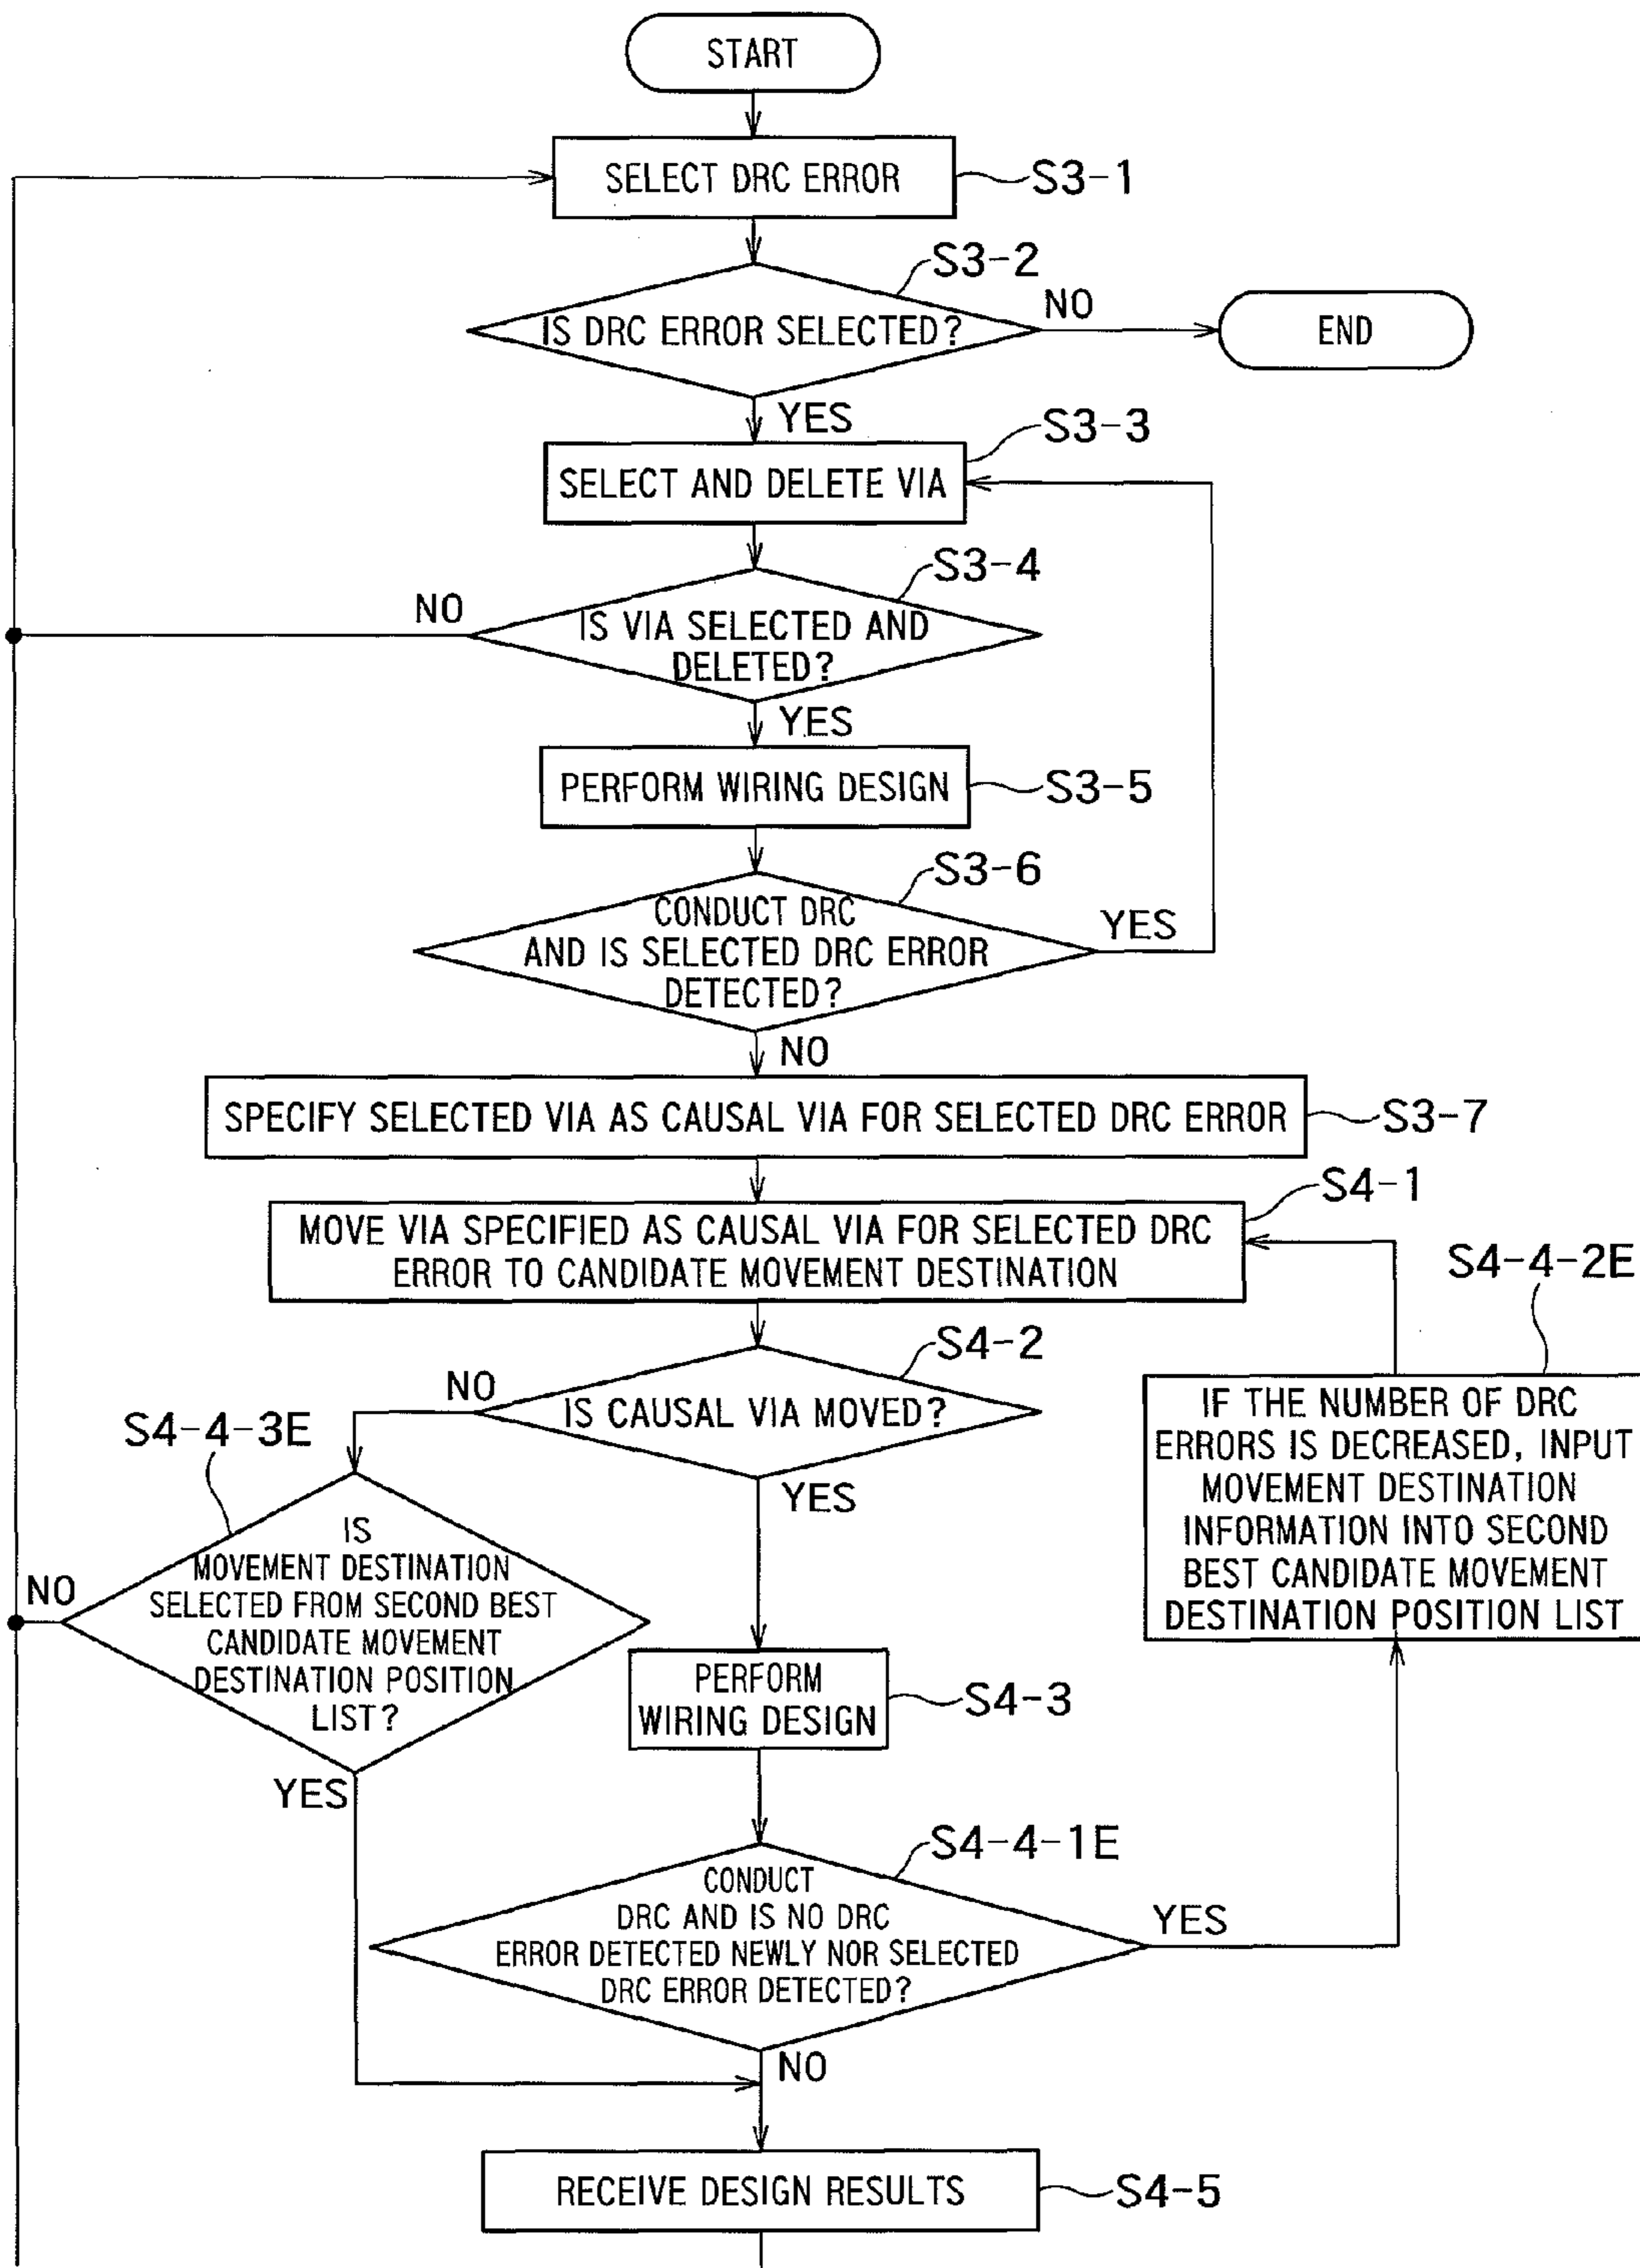 START
SELECT DRC ERROR
S3-1
S3-2
IS DRC ERROR SELECTED?
NO
END
YES
S3-3
SELECT AND DELETE VIA
S3-4
NO
IS VIA SELECTED AND
DELETED?
YES
PERFORM WIRING DESIGN
S3-5
S3-6
CONDUCT DRC
AND IS SELECTED DRC ERROR
DETECTED?
YES
NO
SPECIFY SELECTED VIA AS CAUSAL VIA FOR SELECTED DRC ERROR
S3-7
S4-1
MOVE VIA SPECIFIED AS CAUSAL VIA FOR SELECTED DRC
ERROR TO CANDIDATE MOVEMENT DESTINATION
S4-4-2E
IF THE NUMBER OF DRC
ERRORS IS DECREASED, INPUT
MOVEMENT DESTINATION
INFORMATION INTO SECOND
BEST CANDIDATE MOVEMENT
DESTINATION POSITION LIST
S4-2
NO
IS CAUSAL VIA MOVED?
YES
S4-4-3E
IS
MOVEMENT DESTINATION
SELECTED FROM SECOND BEST
CANDIDATE MOVEMENT
DESTINATION POSITION
LIST?
NO
YES
PERFORM
WIRING DESIGN
S4-3
S4-4-1E
CONDUCT
DRC AND IS NO DRC
ERROR DETECTED NEWLY NOR SELECTED
DRC ERROR DETECTED?
YES
NO
RECEIVE DESIGN RESULTS
S4-5